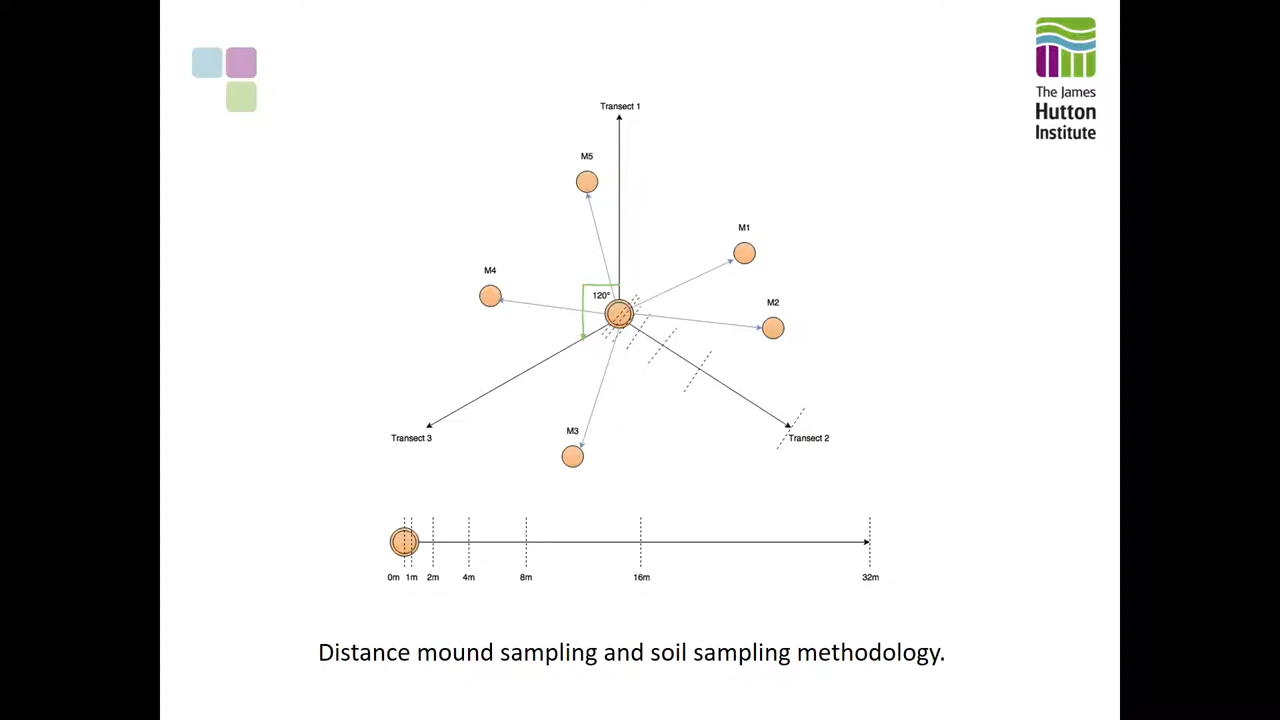 The James
Hutton
Institute
Transect 1
M5
M1
M4
120°
M2
M3
Transect 3
Transect 2
0m 1m 2m 4m 8m 16m 32m
Distance mound sampling and soil sampling methodology.